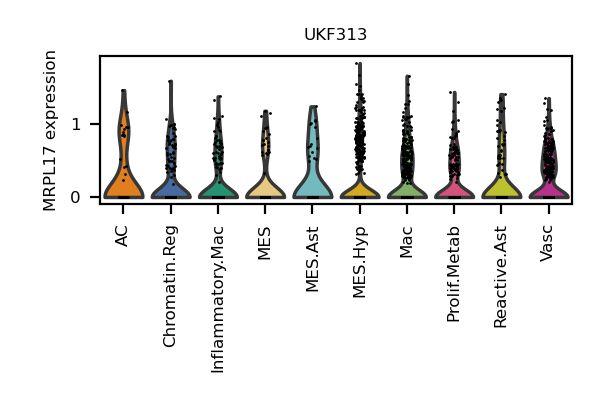 UKF313
MRPL17 expression
1
0
AC
Chromatin.Reg
Inflammatory.Mac
MES
MES.Ast
MES.Hyp
Mac
Prolif.Metab
Reactive.Ast
Vasc